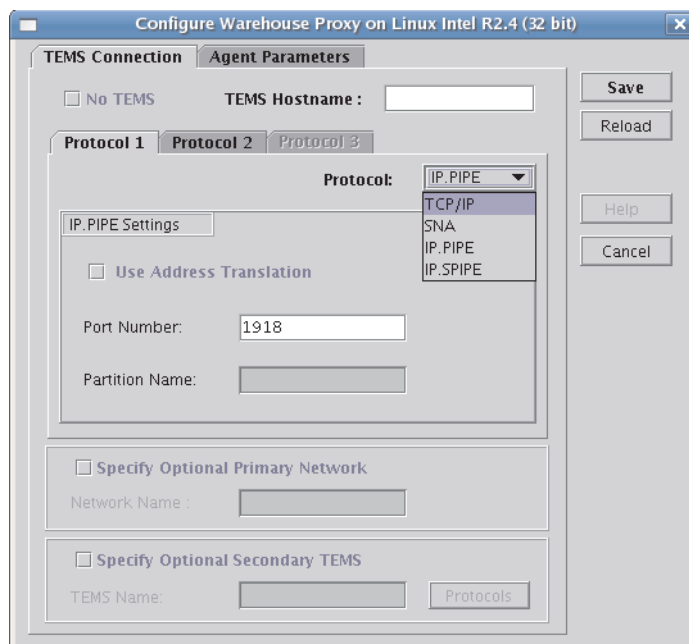 Configure Warehouse Proxy on Linux Intel R2.4 (32 bit)
TEMS Connection Agent Parameters
No TEMS TEMS Hostname :
Save
Reload
Help
Cancel
Protocol 1 Protocol 2 Protocol 3
Protocol: IP.PIPE
TCP/IP
SNA
IP.PIPE
IP.SPIPE
IP.PIPE Settings
Use Address Translation
Port Number: 1918
Partition Name:
Specify Optional Primary Network
Network Name :
Specify Optional Secondary TEMS
TEMS Name: Protocols